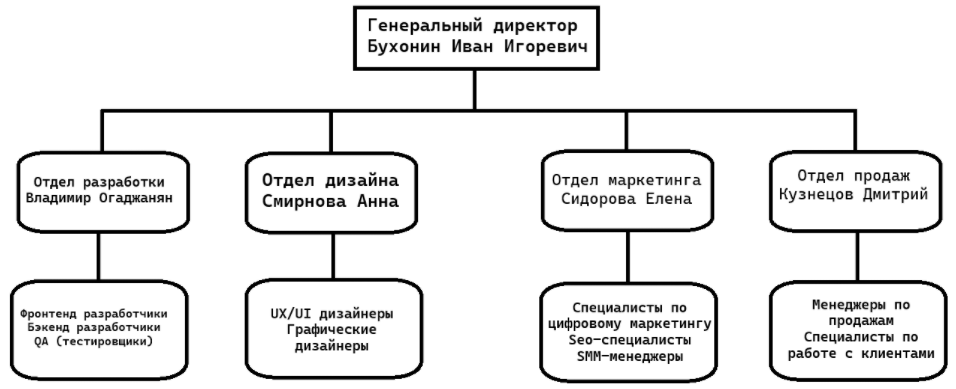 Генеральный директор
Бухонин Иван Игоревич
Отдел разработки
Владимир Огаджанян
Отдел дизайна
Смирнова Анна
Отдел маркетинга
Сидорова Елена
Отдел продаж
Кузнецов Дмитрий
Фронтенд разработчики
Бэкенд разработчики
QA (тестировщики)
UX/UI дизайнеры
Графические
дизайнеры
Специалисты по
цифровому маркетингу
Seo-специалисты
SMM-менеджеры
Менеджеры по
продажам
Специалисты по
работе с клиентами